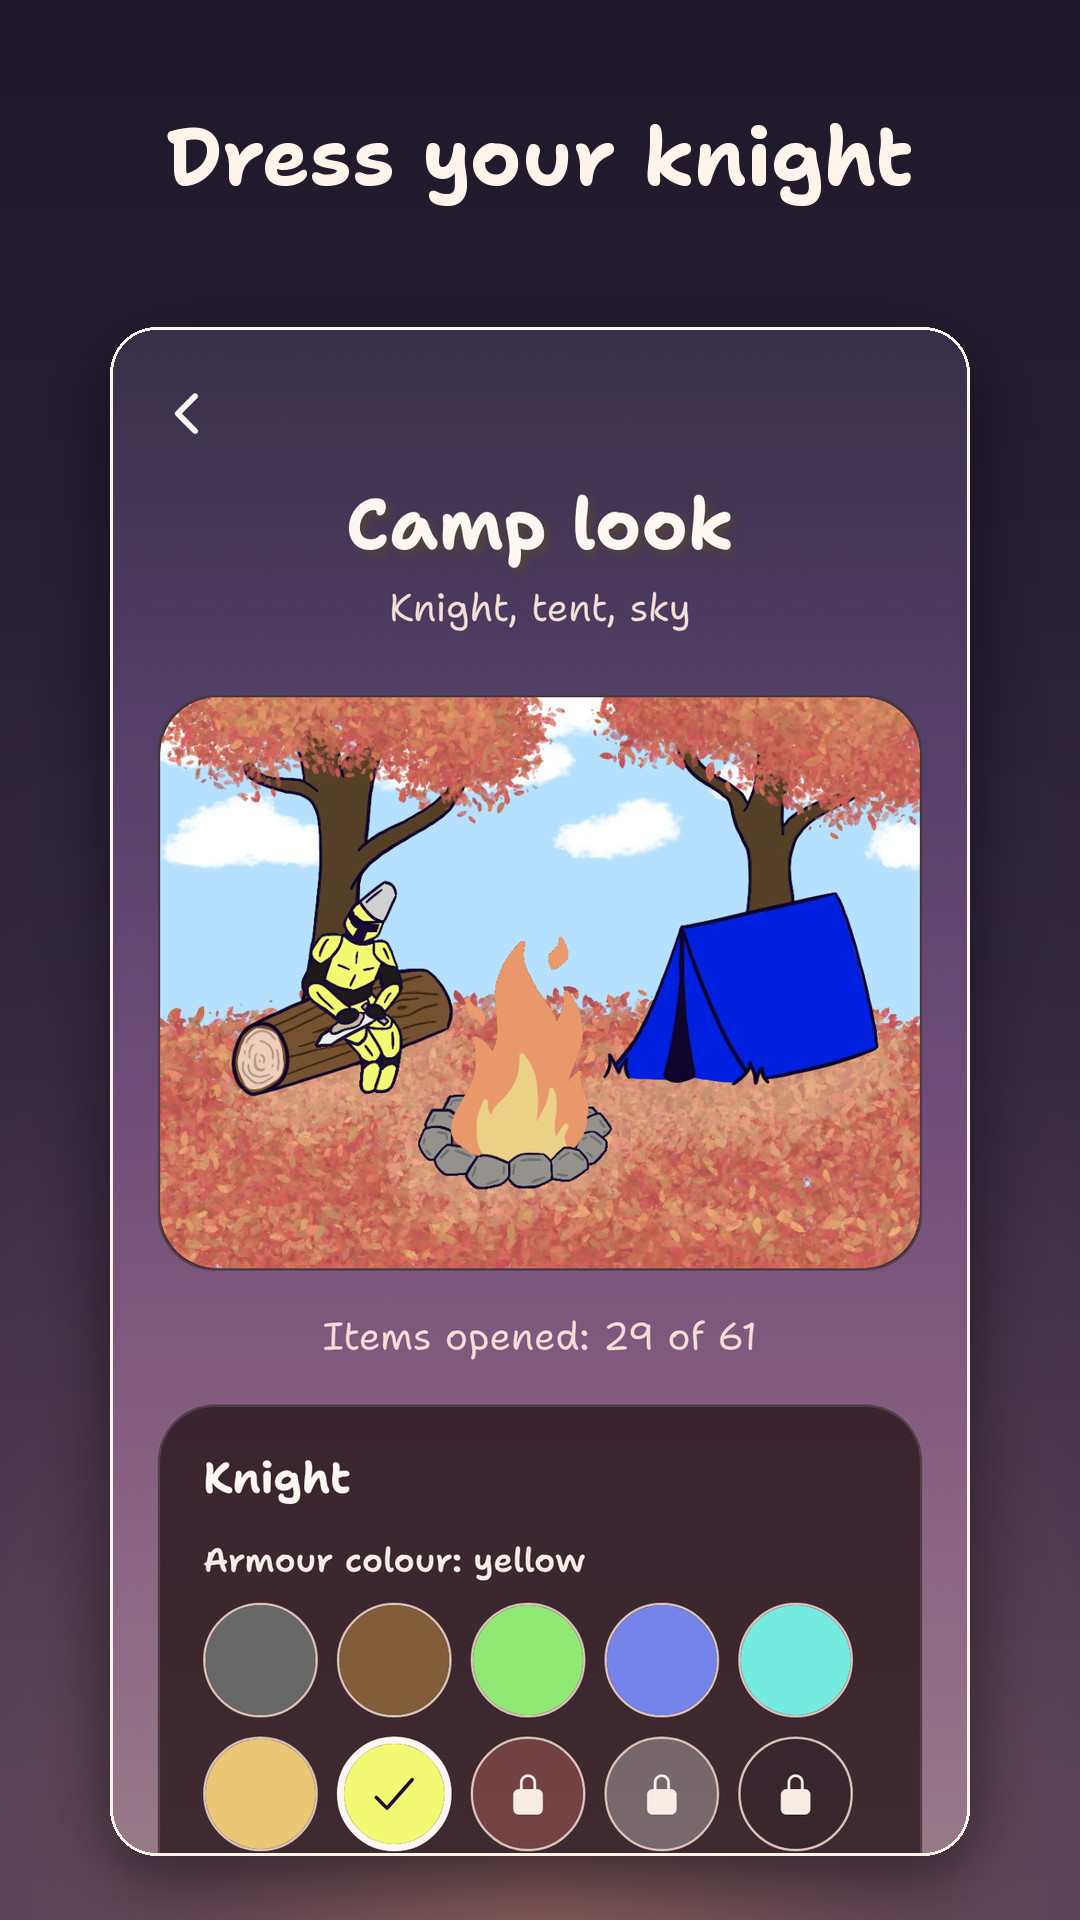 Dress your knight
Camp look
Knight, tent, sky
Items opened: 29 of 61
Knight
Armour colour: yellow